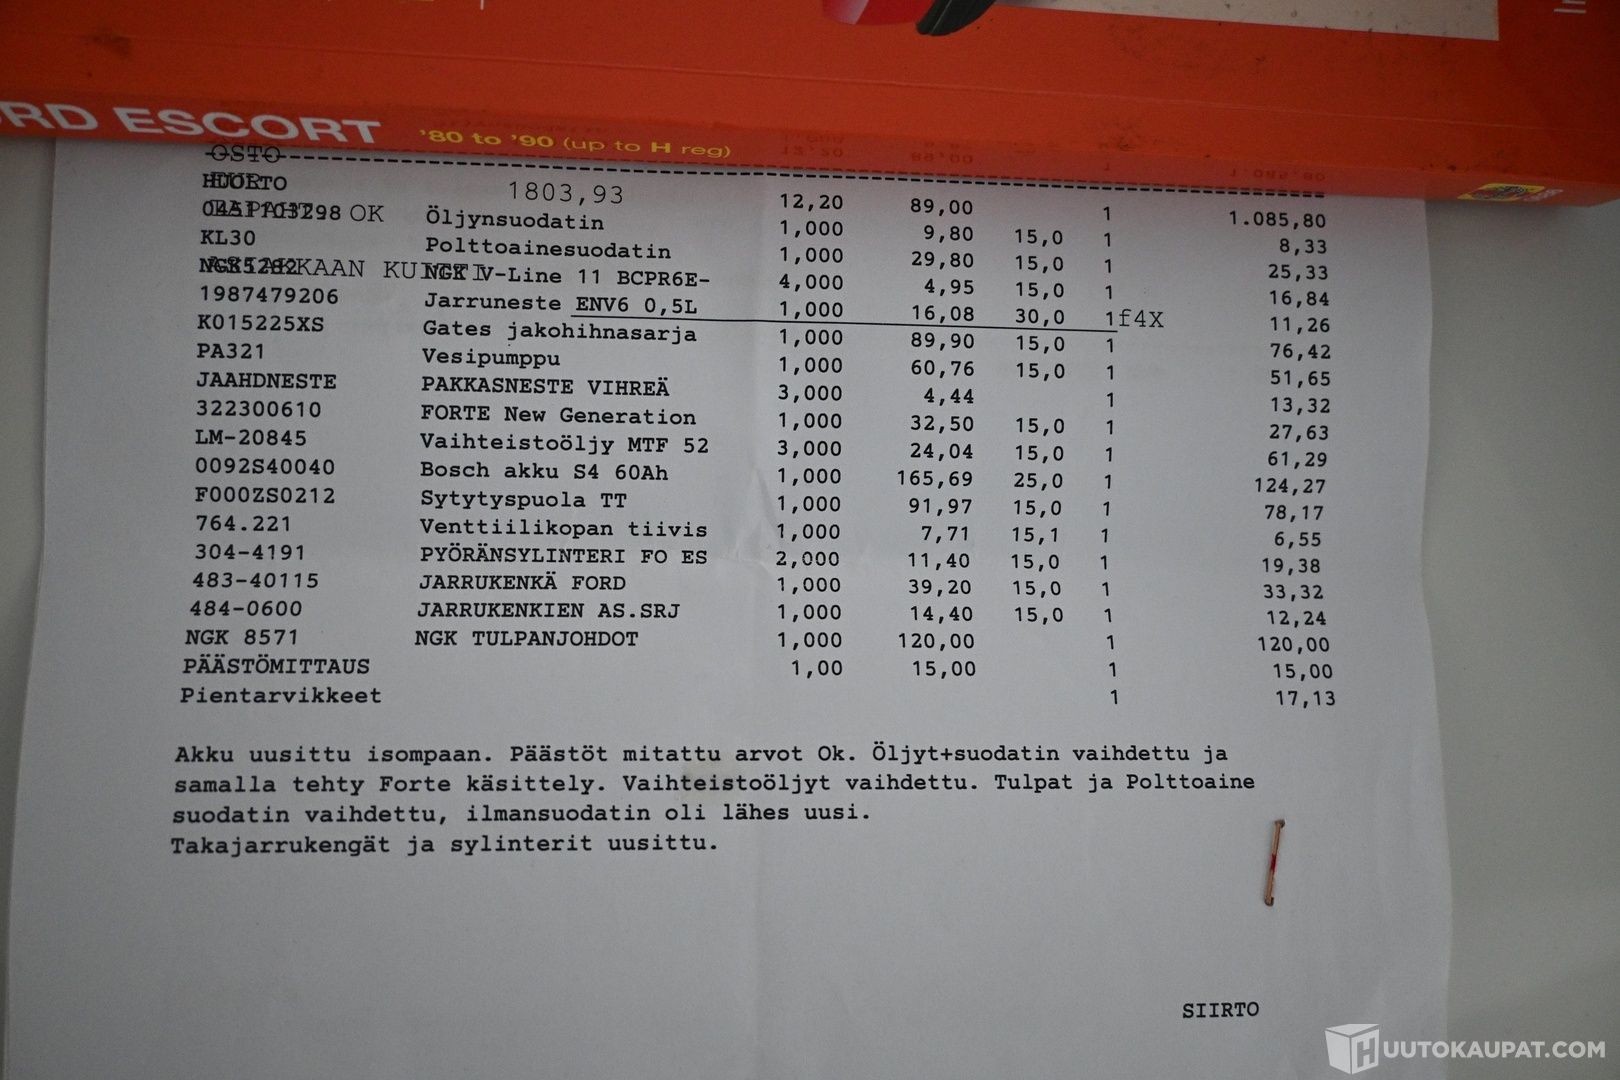 RD ESCORT '80 to '90 (up to H reg)
OSTO
HUOLTO 12,20 89,00 1 1.085,80
1803,93
0451103298 OK Öljynsuodatin 1,000 9,80 15,0 1 8,33
KL30 Polttoainesuodatin 1,000 29,80 15,0 1 25,33
NGK5282 NGK V-Line 11 BCPR6E- 4,000 4,95 15,0 1 16,84
ASIAKKAAN KUITTI
1987479206 Jarruneste ENV6 0,5L 1,000 16,08 30,0 1 f4X 11,26
K015225XS Gates jakohihnasarja 1,000 89,90 15,0 1 76,42
PA321 Vesipumppu 1,000 60,76 15,0 1 51,65
JAAHDNESTE PAKKASNESTE VIHREÄ 3,000 4,44 1 13,32
322300610 FORTE New Generation 1,000 32,50 15,0 1 27,63
LM-20845 Vaihteistoöljy MTF 52 3,000 24,04 15,0 1 61,29
0092S40040 Bosch akku S4 60Ah 1,000 165,69 25,0 1 124,27
F000ZS0212 Sytytyspuola TT 1,000 91,97 15,0 1 78,17
764.221 Venttiilikopan tiivis 1,000 7,71 15,1 1 6,55
304-4191 PYÖRÄNSYLINTERI FO ES 2,000 11,40 15,0 1 19,38
483-40115 JARRUKENKÄ FORD 1,000 39,20 15,0 1 33,32
484-0600 JARRUKENKIEN AS.SRJ 1,000 14,40 15,0 1 12,24
NGK 8571 NGK TULPANJOHDOT 1,000 120,00 1 120,00
PÄÄSTÖMITTAUS 1,00 15,00 1 15,00
Pientarvikkeet 1 17,13
Akku uusittu isompaan. Päästöt mitattu arvot Ok. Öljyt+suodatin vaihdettu ja
samalla tehty Forte käsittely. Vaihteistoöljyt vaihdettu. Tulpat ja Polttoaine
suodatin vaihdettu, ilmansuodatin oli lähes uusi.
Takajarrukengät ja sylinterit uusittu.
SIIRTO
HUUTOKAUPAT.COM